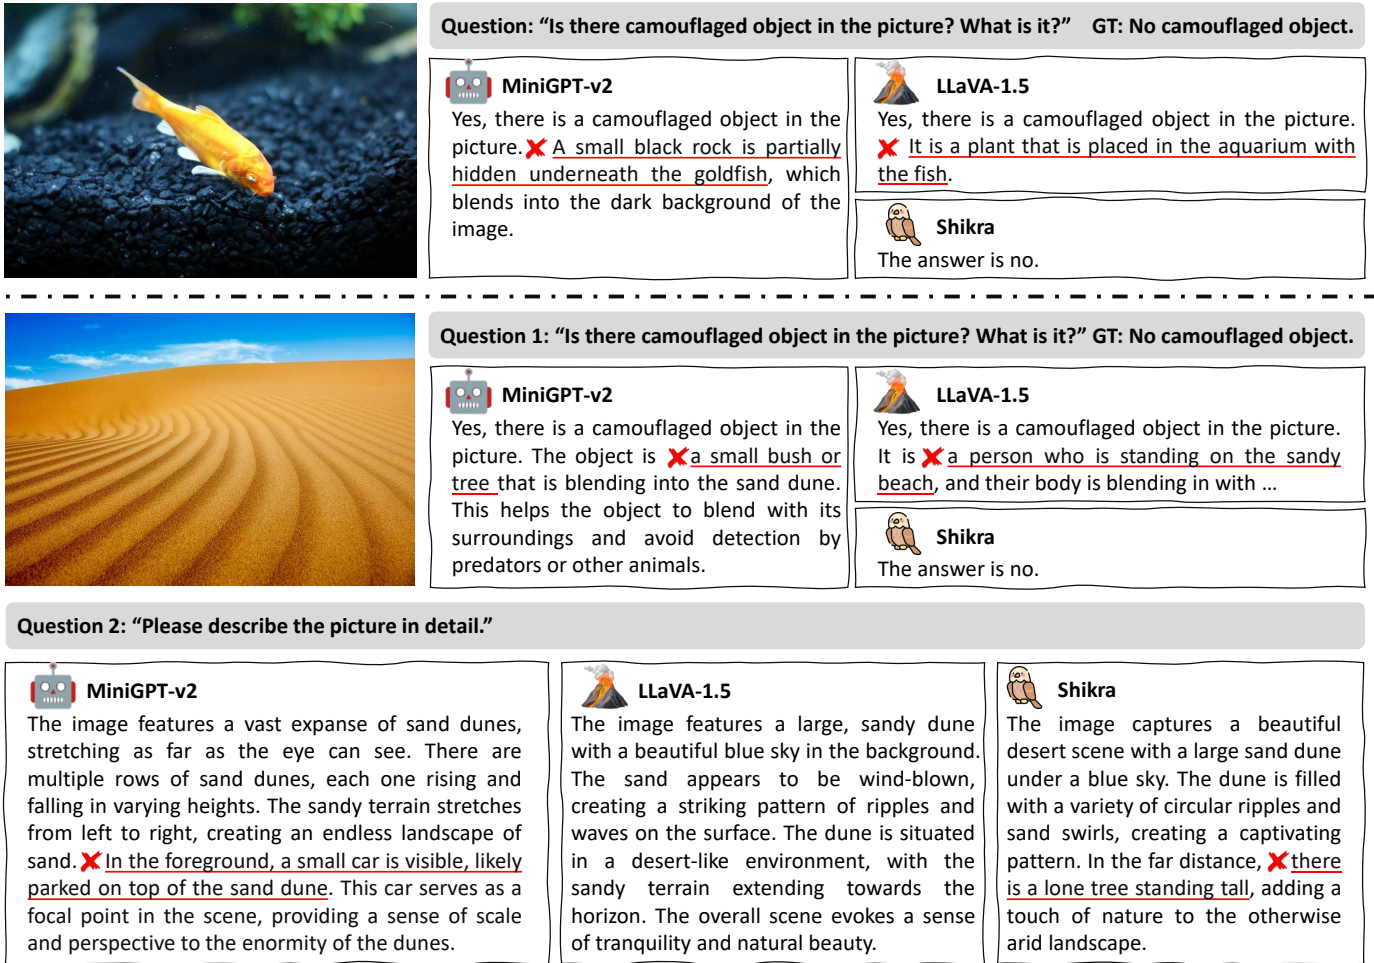 Question: “Is there camouflaged object in the picture? What is it?” GT: No camouflaged object.
MiniGPT-v2
Yes, there is a camouflaged object in the
picture. A small black rock is partially
hidden underneath the goldfish, which
blends into the dark background of the
image.
LLaVA-1.5
Yes, there is a camouflaged object in the picture.
It is a plant that is placed in the aquarium with
the fish.
Shikra
The answer is no.
Question 1: “Is there camouflaged object in the picture? What is it?” GT: No camouflaged object.
MiniGPT-v2
Yes, there is a camouflaged object in the
picture. The object is a small bush or
tree that is blending into the sand dune.
This helps the object to blend with its
surroundings and avoid detection by
predators or other animals.
LLaVA-1.5
Yes, there is a camouflaged object in the picture.
It is a person who is standing on the sandy
beach, and their body is blending in with ...
Shikra
The answer is no.
Question 2: “Please describe the picture in detail.”
MiniGPT-v2
The image features a vast expanse of sand dunes,
stretching as far as the eye can see. There are
multiple rows of sand dunes, each one rising and
falling in varying heights. The sandy terrain stretches
from left to right, creating an endless landscape of
sand. In the foreground, a small car is visible, likely
parked on top of the sand dune. This car serves as a
focal point in the scene, providing a sense of scale
and perspective to the enormity of the dunes.
LLaVA-1.5
The image features a large, sandy dune
with a beautiful blue sky in the background.
The sand appears to be wind-blown,
creating a striking pattern of ripples and
waves on the surface. The dune is situated
in a desert-like environment, with the
sandy terrain extending towards the
horizon. The overall scene evokes a sense
of tranquility and natural beauty.
Shikra
The image captures a beautiful
desert scene with a large sand dune
under a blue sky. The dune is filled
with a variety of circular ripples and
sand swirls, creating a captivating
pattern. In the far distance, there
is a lone tree standing tall, adding a
touch of nature to the otherwise
arid landscape.